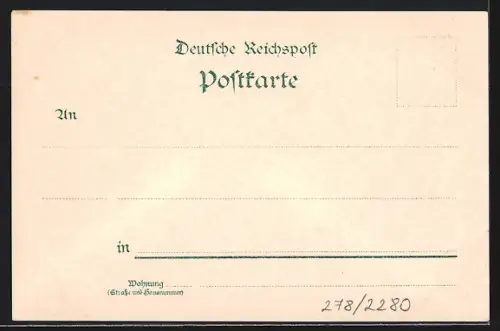 Deutsche Reichspost
Postkarte
An
in
Wohnung
(Straße und Hausnummer)
278/2280